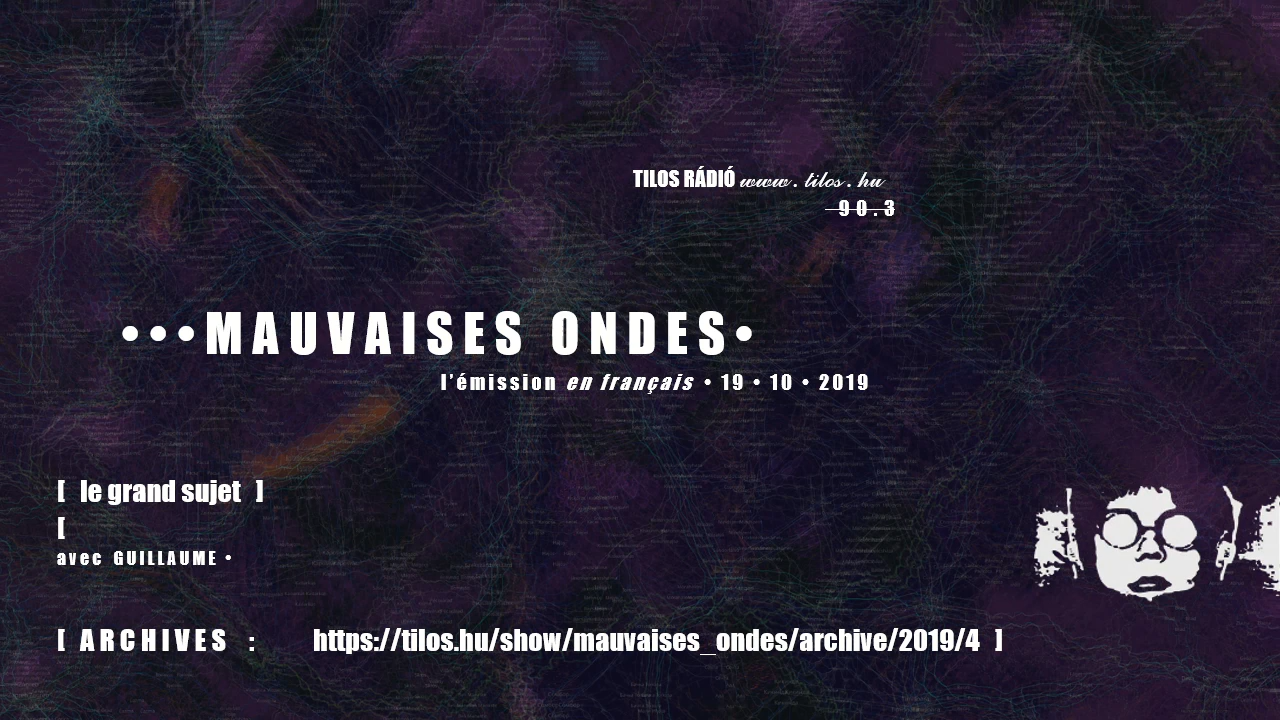 TILOS RÁDIÓ www.tilos.hu
90.3
•••MAUVAISES ONDES•
l'émission en français • 19 • 10 • 2019
[ le grand sujet ]
[
avec GUILLAUME •
[ ARCHIVES : https://tilos.hu/show/mauvaises_ondes/archive/2019/4 ]